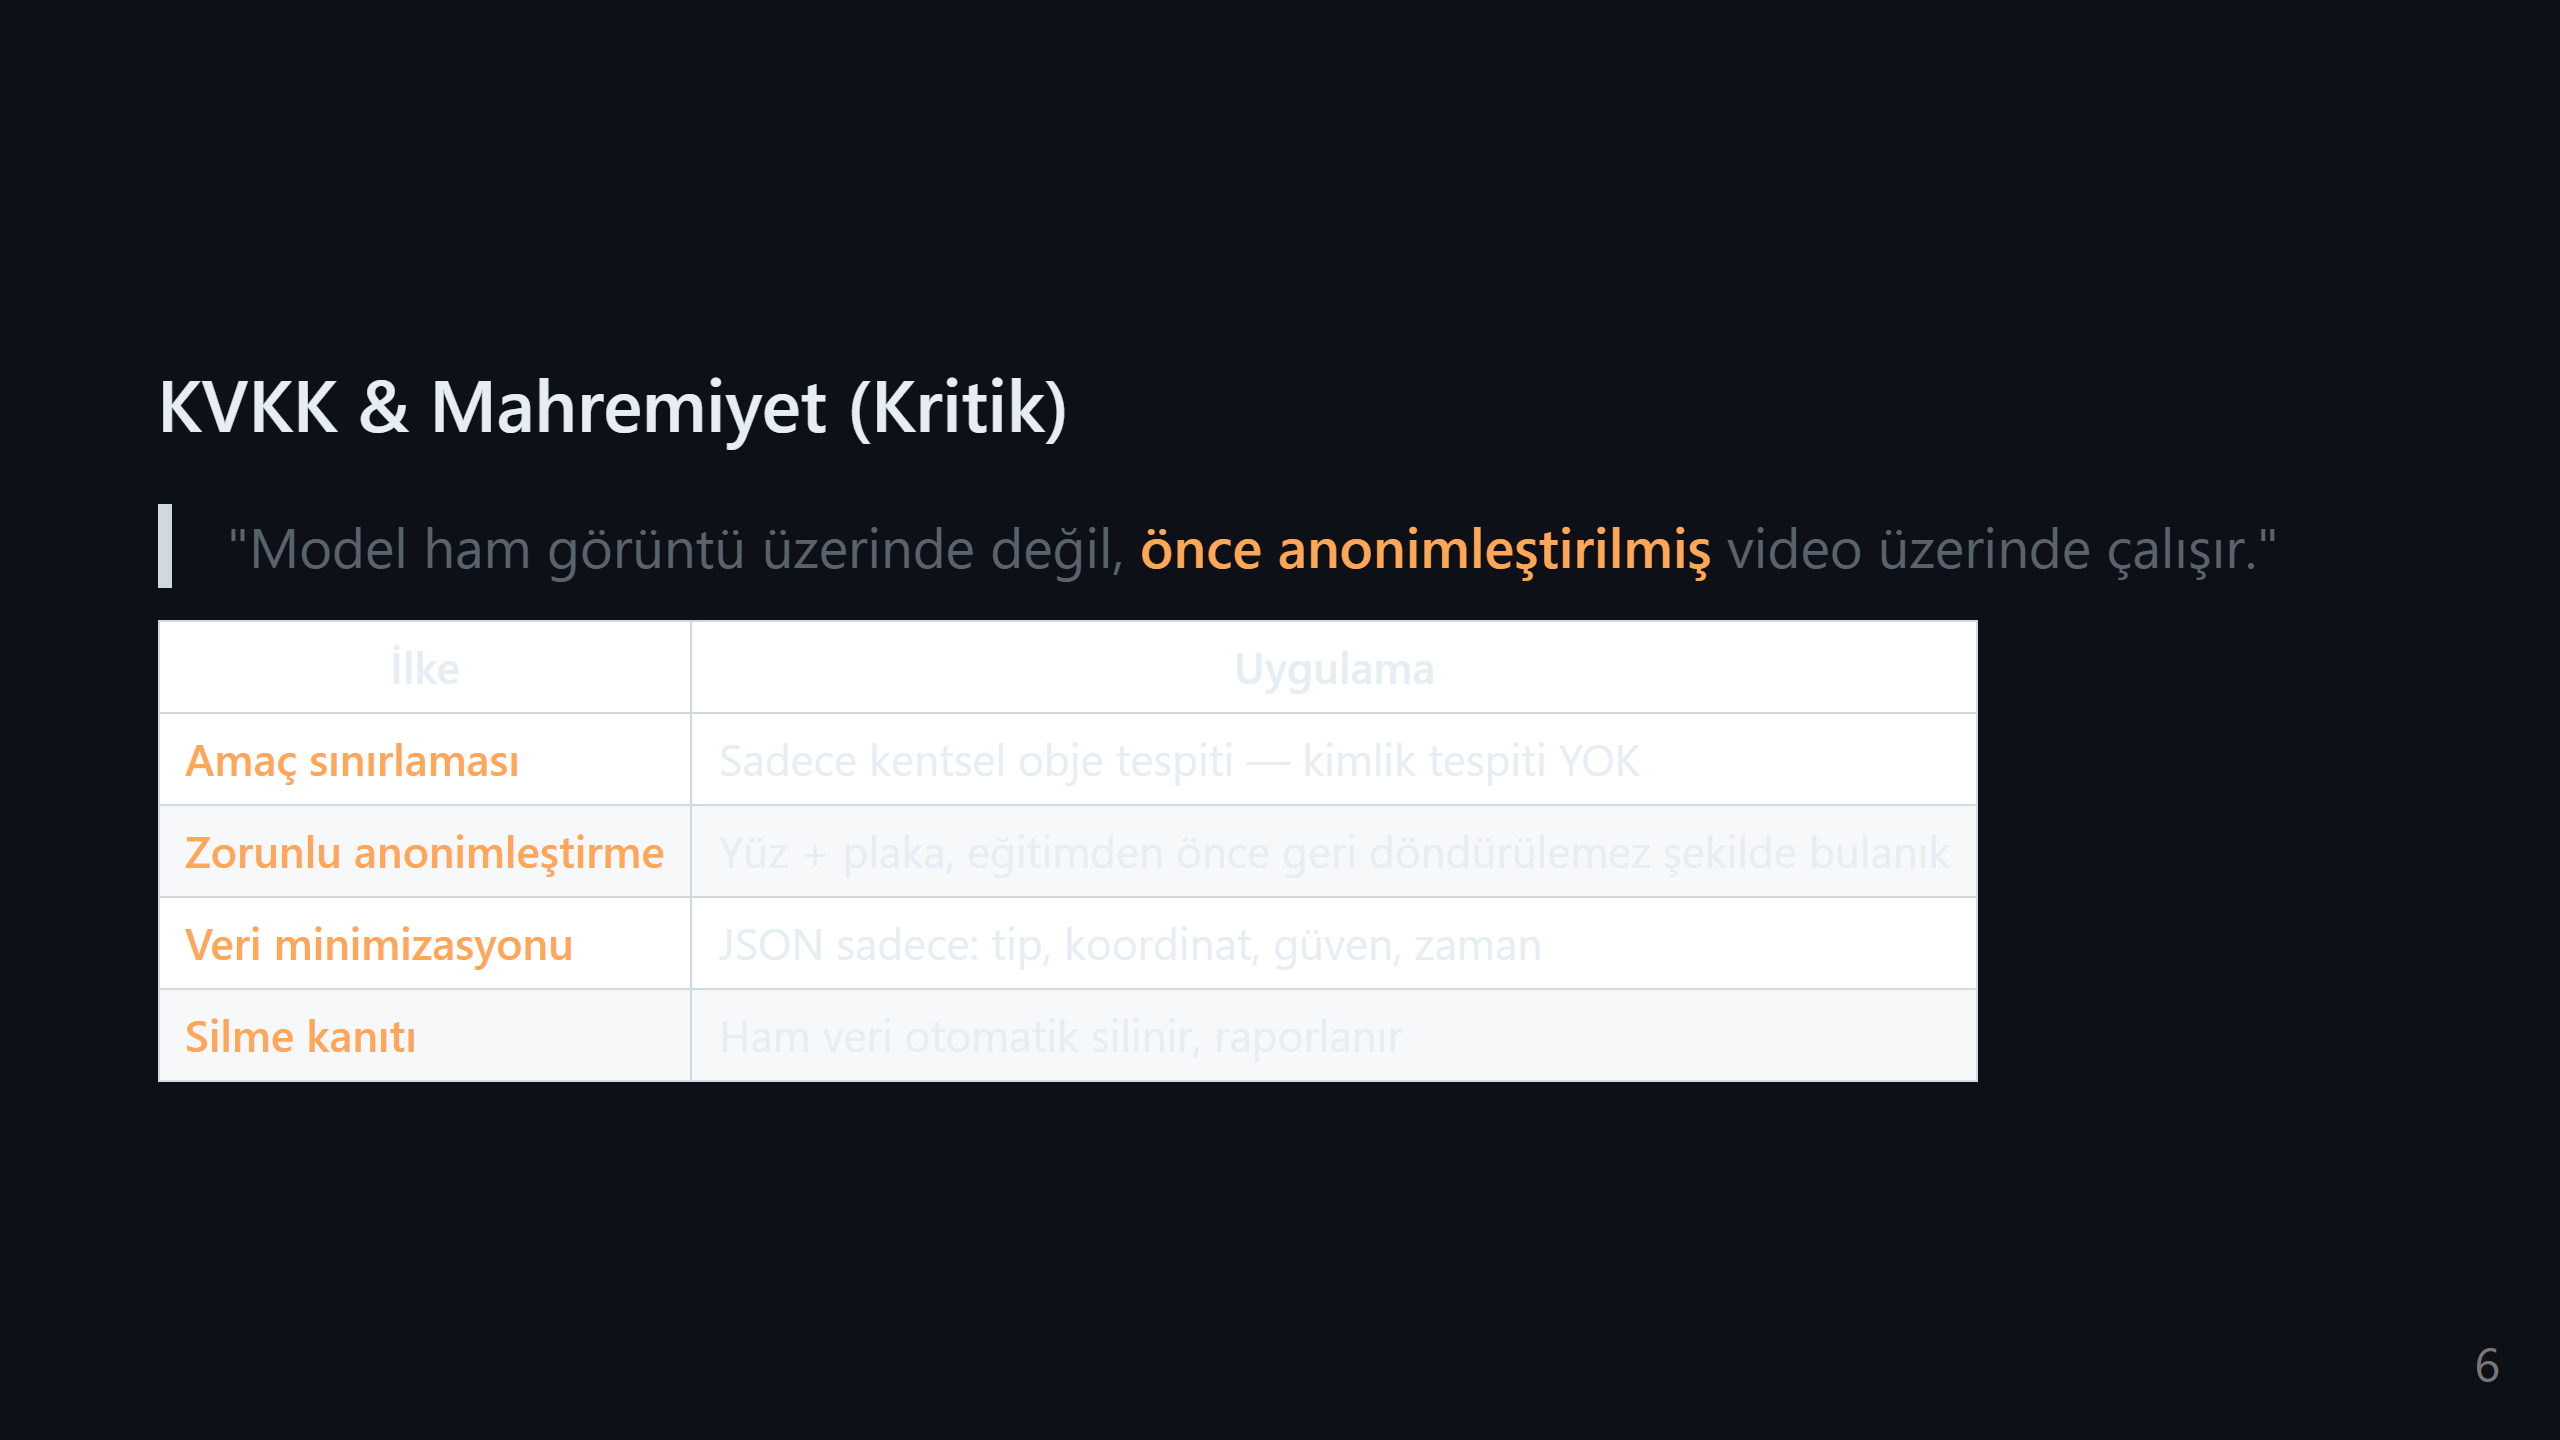 KVKK & Mahremiyet (Kritik)
"Model ham görüntü üzerinde değil, önce anonimleştirilmiş video üzerinde çalışır."
İlke Uygulama
Amaç sınırlaması Sadece kentsel obje tespiti — kimlik tespiti YOK
Zorunlu anonimleştirme Yüz + plaka, eğitimden önce geri döndürülemez şekilde bulanık
Veri minimizasyonu JSON sadece: tip, koordinat, güven, zaman
Silme kanıtı Ham veri otomatik silinir, raporlanır
6